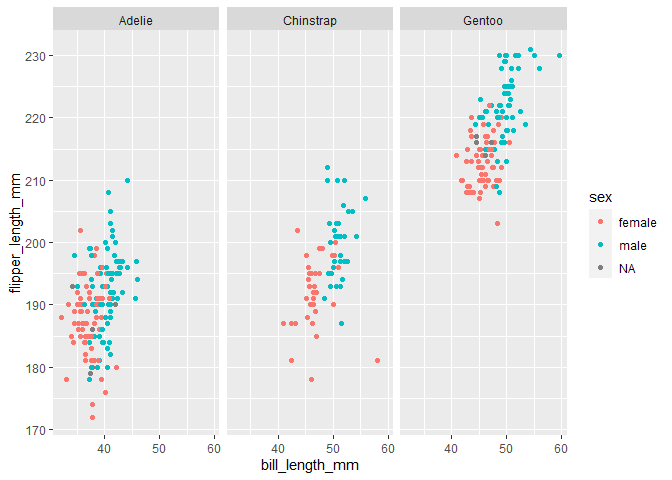 Adelie Chinstrap Gentoo
230
220
210
200
190
180
170
flipper_length_mm
40 50 60 40 50 60 40 50 60
bill_length_mm
sex
female
male
NA